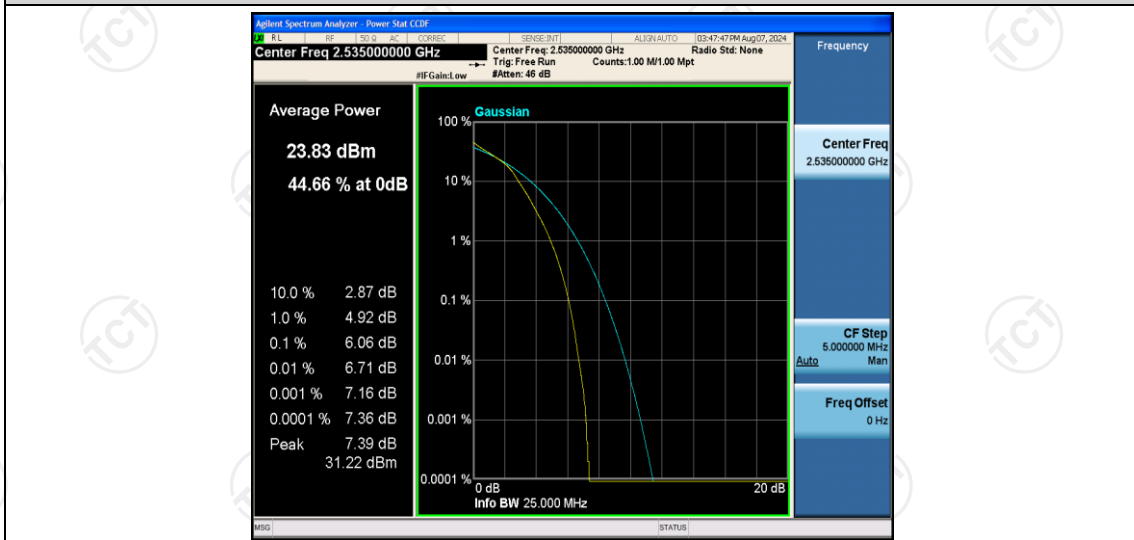 Agilent Spectrum Analyzer - Power Stat CCDF
RL RF 50 Ω AC CORREC SENSE:INT ALIGN AUTO 03:47:47 PM Aug 07, 2024
Center Freq 2.535000000 GHz
Center Freq: 2.535000000 GHz Radio Std: None
Trig: Free Run Counts:1.00 M/1.00 Mpt
#IFGain:Low #Atten: 46 dB
Frequency
Average Power
23.83 dBm
44.66 % at 0dB
10.0 % 2.87 dB
1.0 % 4.92 dB
0.1 % 6.06 dB
0.01 % 6.71 dB
0.001 % 7.16 dB
0.0001 % 7.36 dB
Peak 7.39 dB
31.22 dBm
Gaussian
100 %
10 %
1 %
0.1 %
0.01 %
0.001 %
0.0001 %
0 dB 20 dB
Info BW 25.000 MHz
Center Freq
2.535000000 GHz
CF Step
5.000000 MHz
Auto Man
Freq Offset
0 Hz
MSG STATUS
TCT
TCT
TCT
TCT